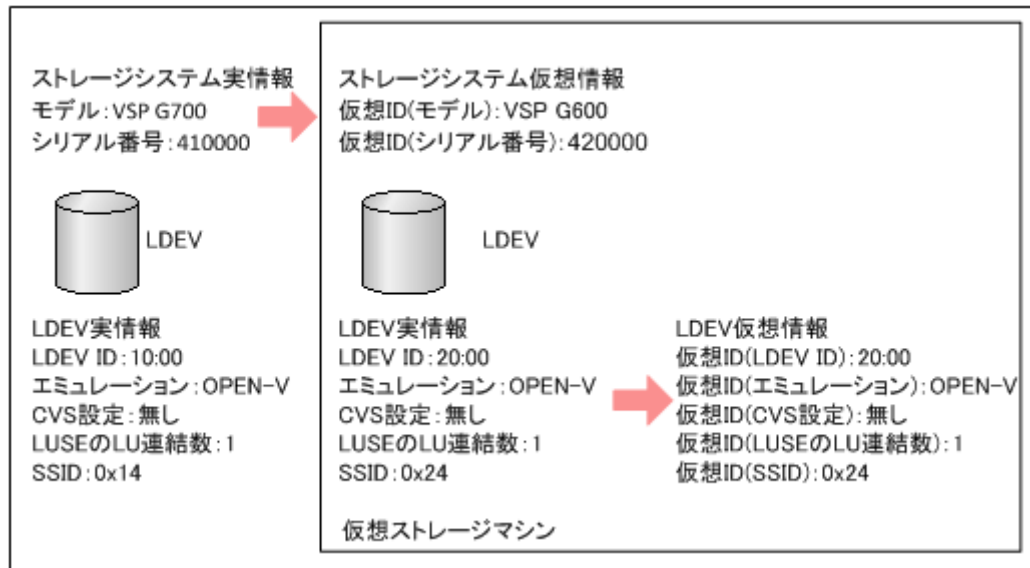 ストレージシステム実情報
モデル:VSP G700
シリアル番号:410000
LDEV
LDEV実情報
LDEV ID:10:00
エミュレーション:OPEN-V
CVS設定:無し
LUSEのLU連結数:1
SSID:0x14
ストレージシステム仮想情報
仮想ID(モデル):VSP G600
仮想ID(シリアル番号):420000
LDEV
LDEV実情報
LDEV ID:20:00
エミュレーション:OPEN-V
CVS設定:無し
LUSEのLU連結数:1
SSID:0x24
LDEV仮想情報
仮想ID(LDEV ID):20:00
仮想ID(エミュレーション):OPEN-V
仮想ID(CVS設定):無し
仮想ID(LUSEのLU連結数):1
仮想ID(SSID):0x24
仮想ストレージマシン